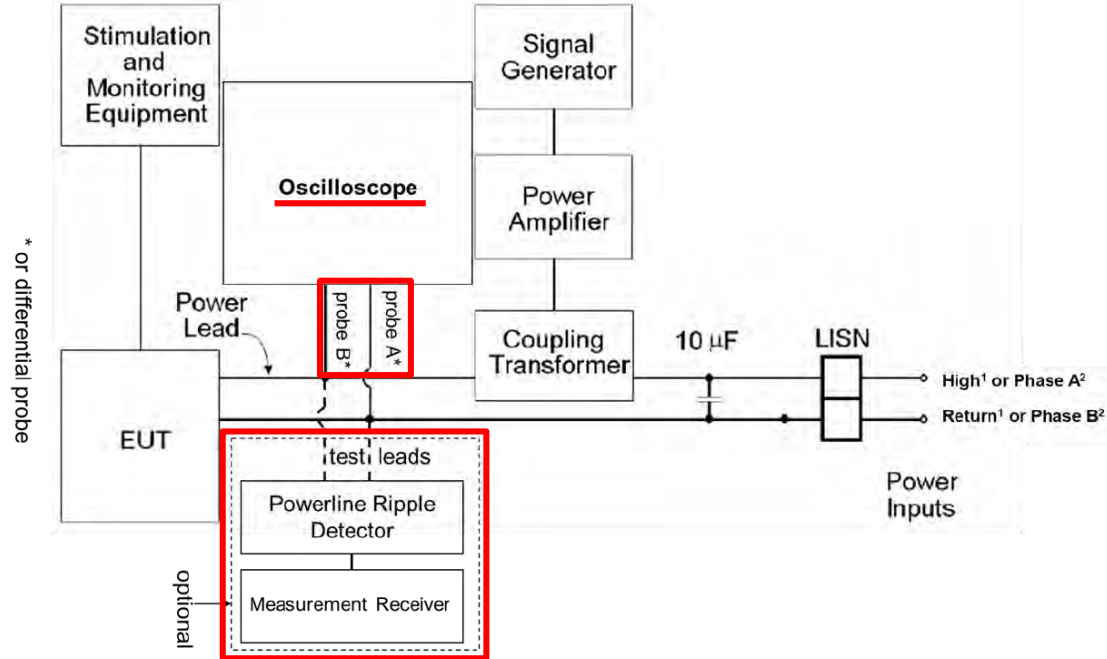 Stimulation
and
Monitoring
Equipment
Signal
Generator
Oscilloscope
Power
Amplifier
* or differential probe
Power
Lead
probe B*
probe A*
Coupling
Transformer
10 μF
LISN
High¹ or Phase A²
Return¹ or Phase B²
EUT
test leads
Power
Inputs
Powerline Ripple
Detector
optional
Measurement Receiver